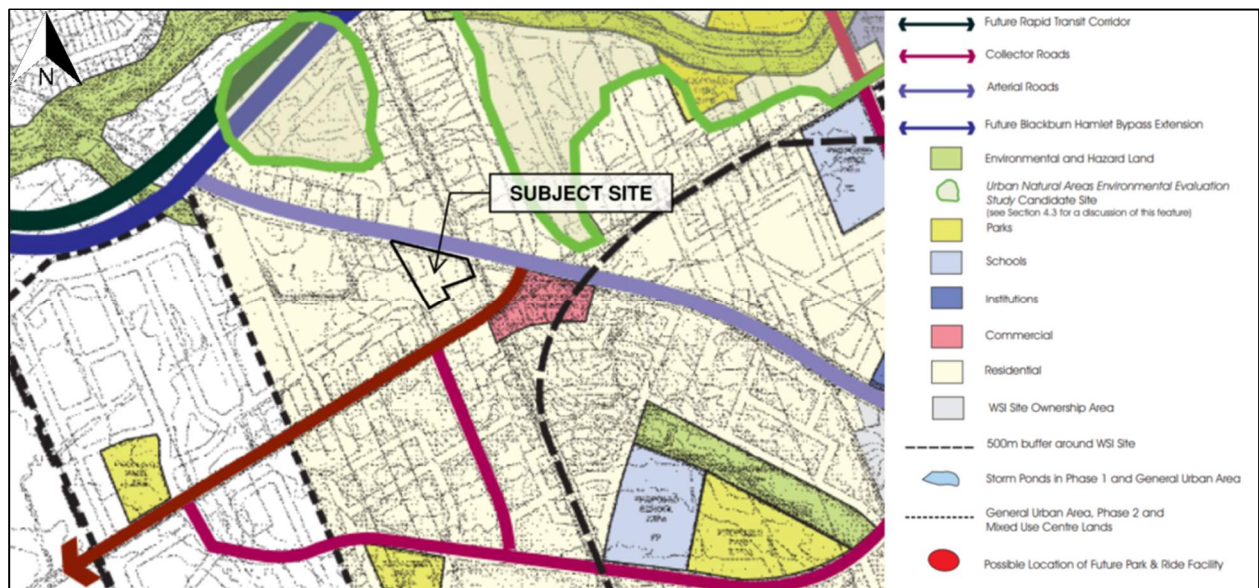 N
SUBJECT SITE
PROPOSED
SCHOOL
Future Rapid Transit Corridor
Collector Roads
Arterial Roads
Future Blackburn Hamlet Bypass Extension
Environmental and Hazard Land
Urban Natural Areas Environmental Evaluation
Study Candidate Site
(see Section 4.3 for a discussion of this feature)
Parks
Schools
Institutions
Commercial
Residential
WSI Site Ownership Area
500m buffer around WSI Site
Storm Ponds in Phase 1 and General Urban Area
General Urban Area, Phase 2 and
Mixed Use Centre Lands
Possible Location of Future Park & Ride Facility